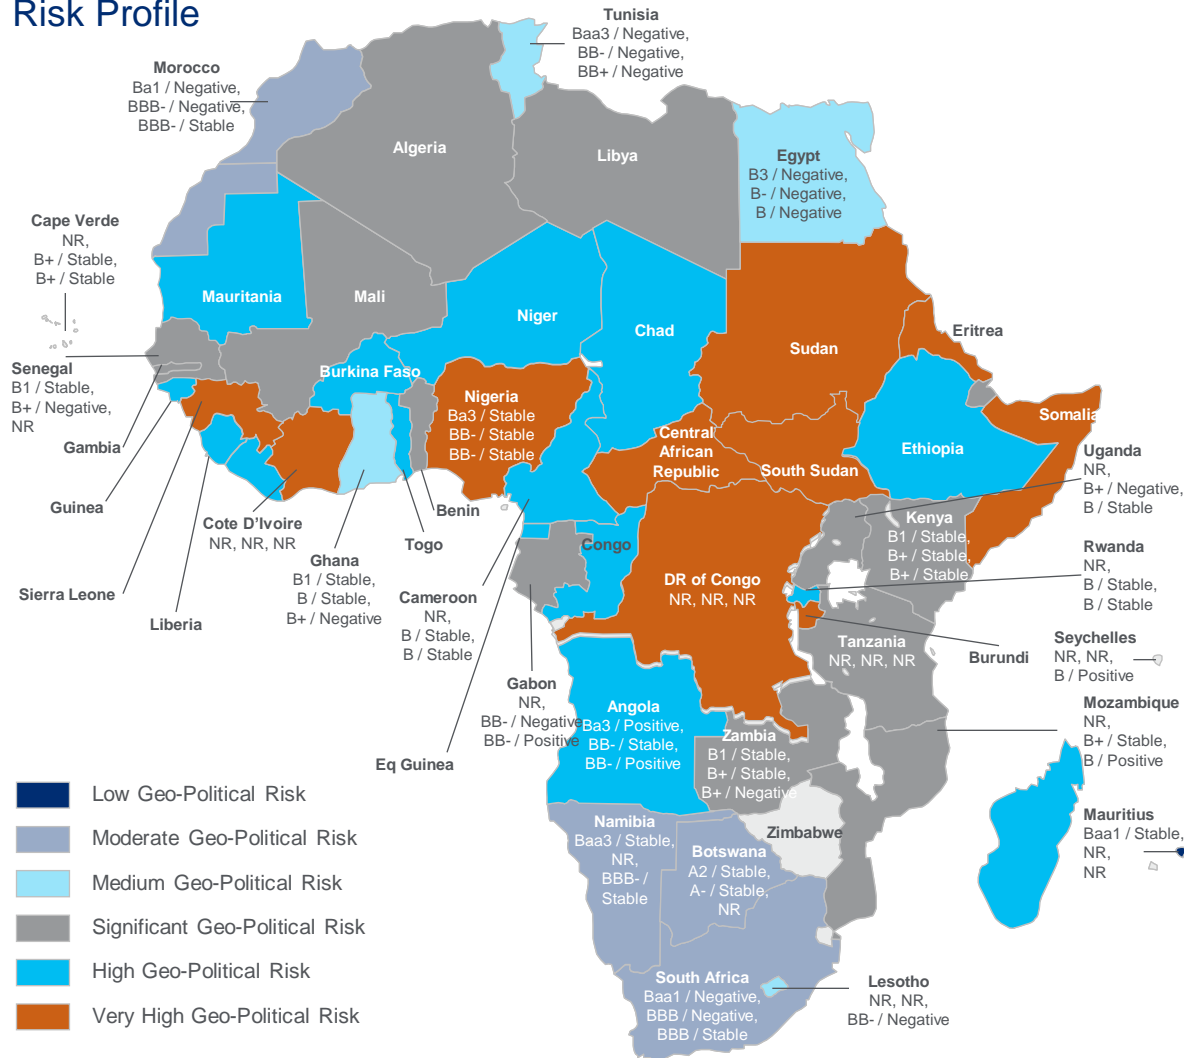 Risk Profile
Tunisia
Baa3 / Negative,
BB- / Negative,
BB+ / Negative
Morocco
Ba1 / Negative,
BBB- / Negative,
BBB- / Stable
Algeria
Libya
Egypt
B3 / Negative,
B- / Negative,
B / Negative
Cape Verde
NR,
B+ / Stable,
B+ / Stable
Mauritania
Mali
Niger
Chad
Sudan
Eritrea
Senegal
B1 / Stable,
B+ / Negative,
NR
Burkina Faso
Nigeria
Ba3 / Stable
BB- / Stable
BB- / Stable
Somalia
Gambia
Central
African
Republic
South Sudan
Ethiopia
Uganda
NR,
B+ / Negative,
B / Stable
Guinea
Cote D'Ivoire
NR, NR, NR
Benin
Togo
Ghana
B1 / Stable,
B / Stable,
B+ / Negative
Congo
Kenya
B1 / Stable,
B+ / Stable,
B+ / Stable
Rwanda
NR,
B / Stable,
B / Stable
Sierra Leone
Liberia
Cameroon
NR,
B / Stable,
B / Stable
DR of Congo
NR, NR, NR
Tanzania
NR, NR, NR
Burundi
Seychelles
NR, NR,
B / Positive
Gabon
NR,
BB- / Negative
BB- / Positive
Angola
Ba3 / Positive,
BB- / Stable,
BB- / Positive
Zambia
B1 / Stable,
B+ / Stable,
B+ / Negative
Mozambique
NR,
B+ / Stable,
B / Positive
Eq Guinea
Low Geo-Political Risk
Moderate Geo-Political Risk
Medium Geo-Political Risk
Significant Geo-Political Risk
High Geo-Political Risk
Very High Geo-Political Risk
Namibia
Baa3 / Stable,
NR,
BBB- /
Stable
Botswana
A2 / Stable,
A- / Stable,
NR
Zimbabwe
Mauritius
Baa1 / Stable,
NR,
NR
South Africa
Baa1 / Negative,
BBB / Negative,
BBB / Stable
Lesotho
NR, NR,
BB- / Negative